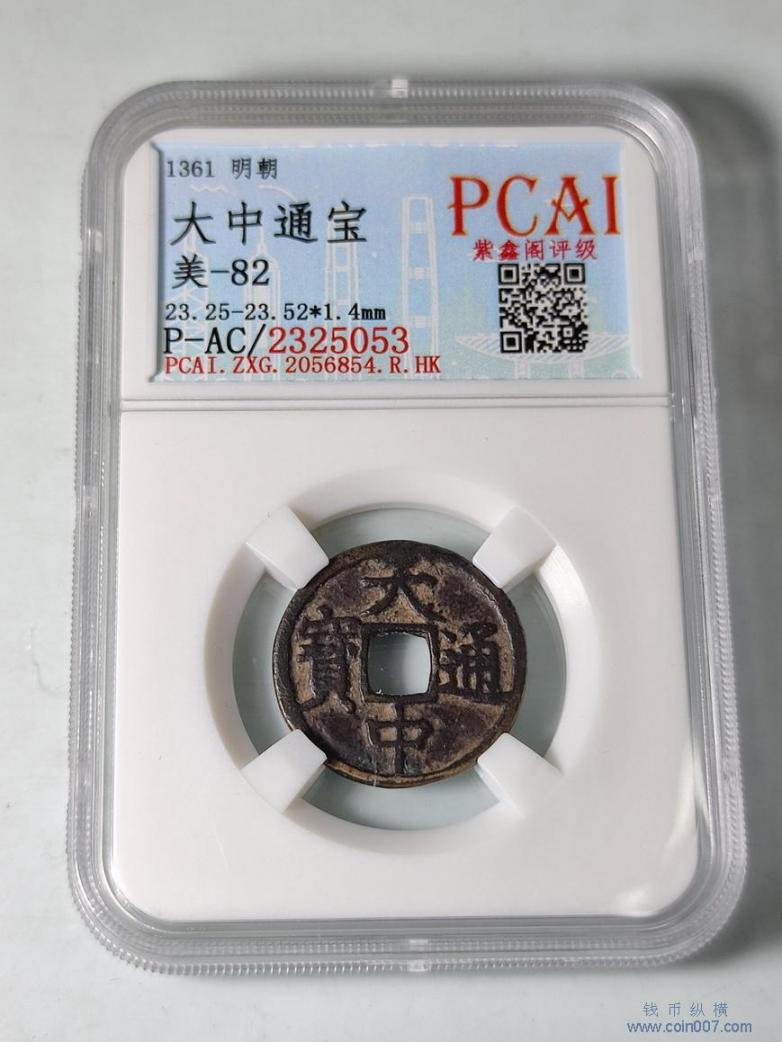 1361 明朝
大中通宝
美-82
23.25-23.52*1.4mm
P-AC/2325053
PCAI.ZXG.2056854.R.HK
PCAI
紫鑫阁评级
大中通寶
钱币纵横
www.coin007.com